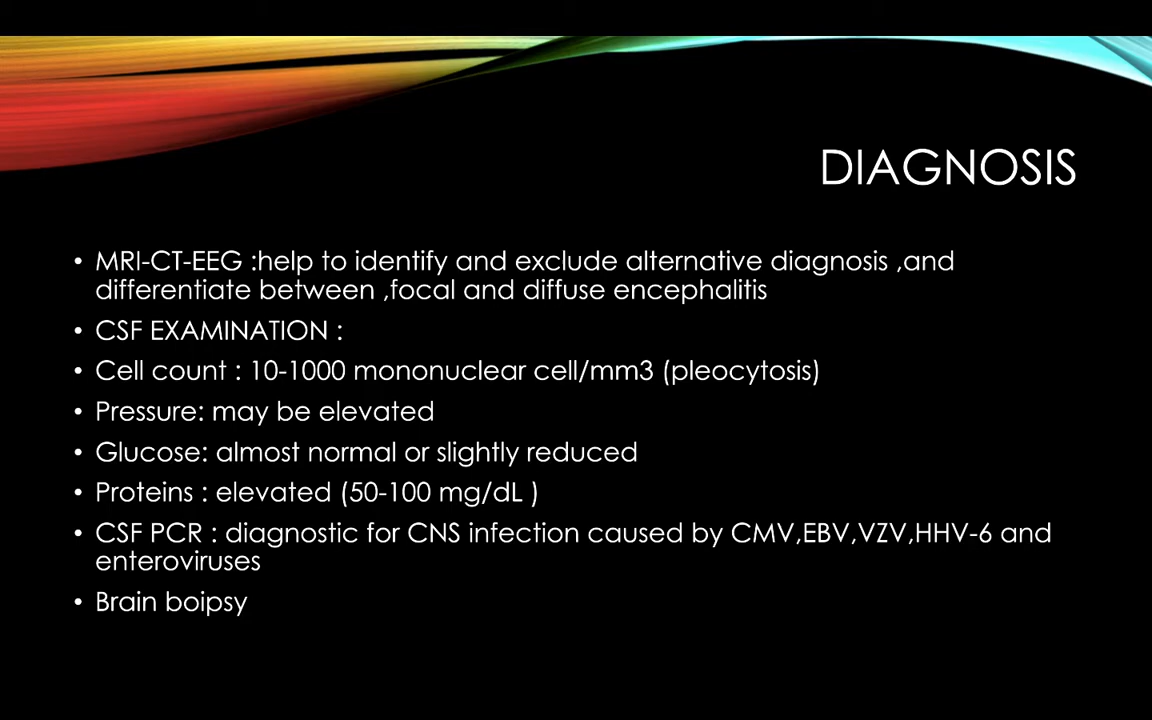 DIAGNOSIS
• MRI-CT-EEG :help to identify and exclude alternative diagnosis ,and
differentiate between ,focal and diffuse encephalitis
• CSF EXAMINATION :
• Cell count : 10-1000 mononuclear cell/mm3 (pleocytosis)
• Pressure: may be elevated
• Glucose: almost normal or slightly reduced
• Proteins : elevated (50-100 mg/dL )
• CSF PCR : diagnostic for CNS infection caused by CMV,EBV,VZV,HHV-6 and
enteroviruses
• Brain boipsy